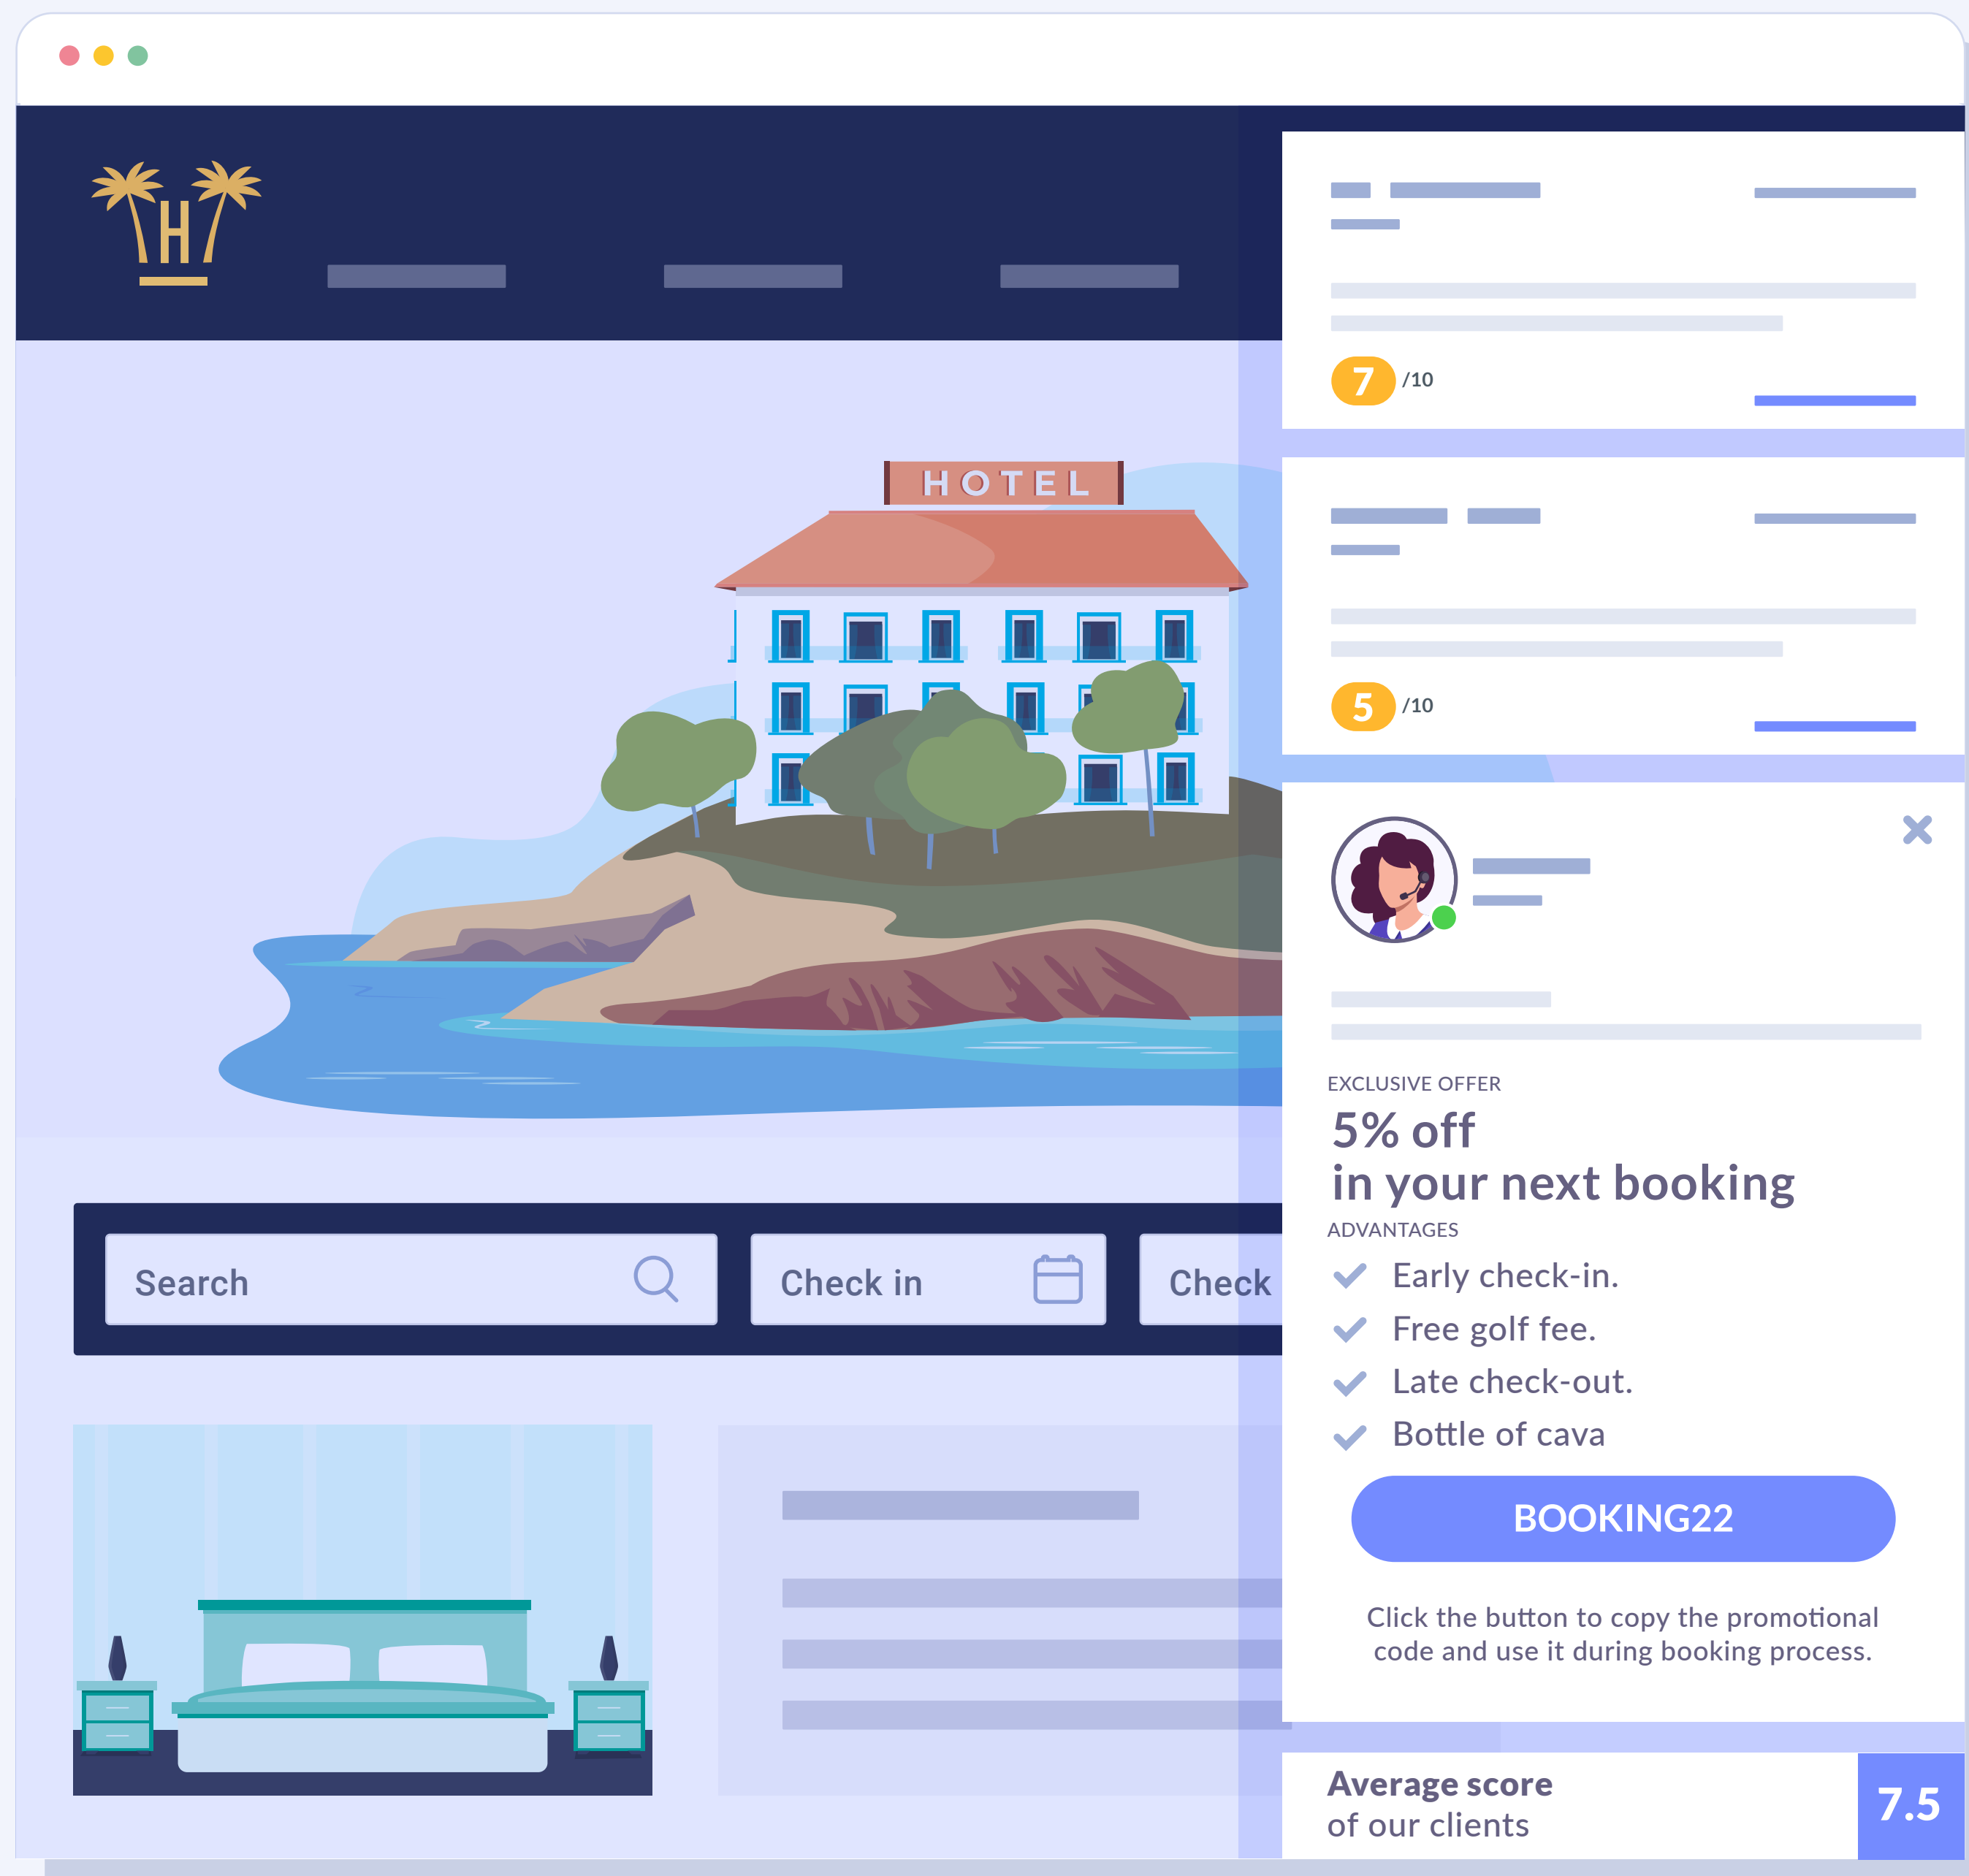 H
7 /10
HOTEL
5 /10
EXCLUSIVE OFFER
5% off
in your next booking
ADVANTAGES
Early check-in.
Free golf fee.
Late check-out.
Bottle of cava
BOOKING22
Click the button to copy the promotional
code and use it during booking process.
Search
Check in
Check
Average score
of our clients
7.5